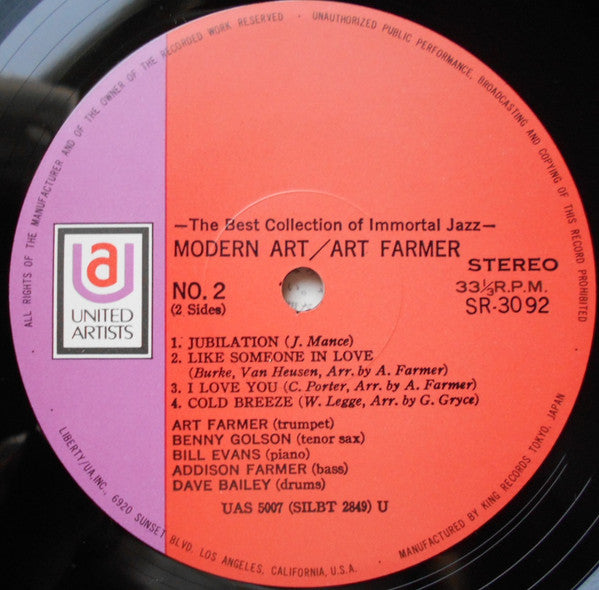 ALL RIGHTS OF THE MANUFACTURER AND OF THE OWNER OF THE RECORDED WORK RESERVED • UNAUTHORIZED PUBLIC PERFORMANCE, BROADCASTING AND COPYING OF THIS RECORD PROHIBITED
—The Best Collection of Immortal Jazz—
MODERN ART/ART FARMER
UA
UNITED
ARTISTS
STEREO
NO. 2
33⅓R.P.M.
(2 Sides)
SR-3092
1. JUBILATION (J. Mance)
2. LIKE SOMEONE IN LOVE
(Burke, Van Heusen, Arr. by A. Farmer)
3. I LOVE YOU (C. Porter, Arr. by A. Farmer)
4. COLD BREEZE (W. Legge, Arr. by G. Gryce)
ART FARMER (trumpet)
BENNY GOLSON (tenor sax)
BILL EVANS (piano)
ADDISON FARMER (bass)
DAVE BAILEY (drums)
UAS 5007 (SILBT 2849) U
LIBERTY/UA, INC., 6920 SUNSET BLVD. LOS ANGELES, CALIFORNIA, U.S.A.
MANUFACTURED BY KING RECORDS TOKYO, JAPAN